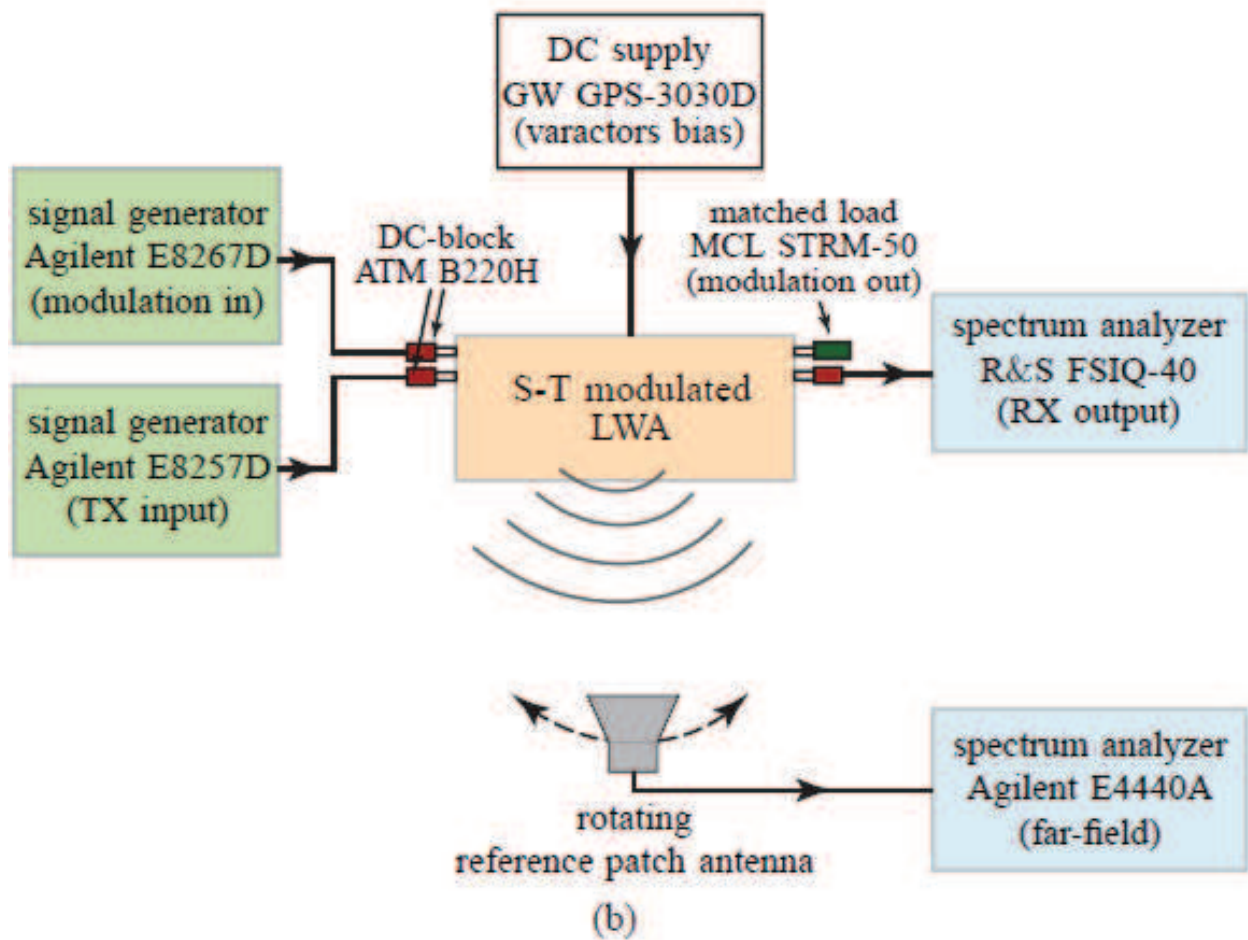 DC supply
GW GPS-3030D
(varactors bias)
signal generator
Agilent E8267D
(modulation in)
DC-block
ATM B220H
matched load
MCL STRM-50
(modulation out)
signal generator
Agilent E8257D
(TX input)
S-T modulated
LWA
spectrum analyzer
R&S FSIQ-40
(RX output)
rotating
reference patch antenna
spectrum analyzer
Agilent E4440A
(far-field)
(b)